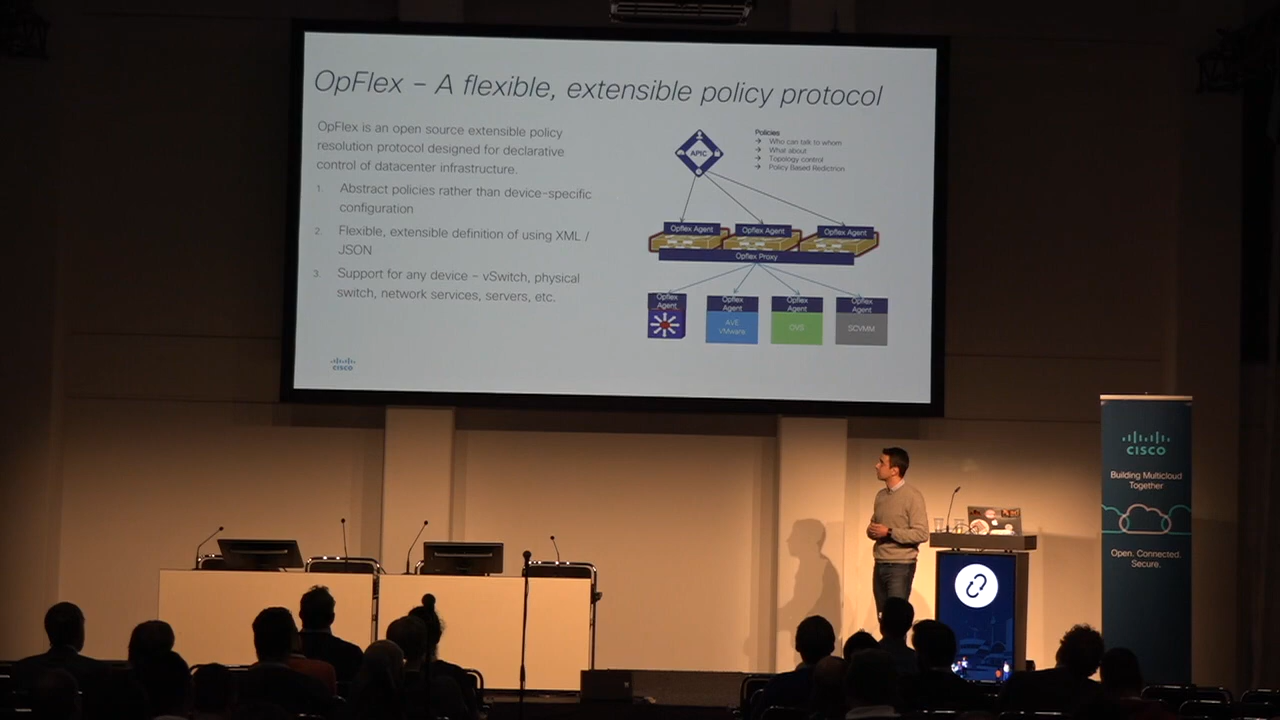 OpFlex – A flexible, extensible policy protocol
OpFlex is an open source extensible policy
resolution protocol designed for declarative
control of datacenter infrastructure.
1. Abstract policies rather than device-specific
configuration
2. Flexible, extensible definition of using XML /
JSON
3. Support for any device – vSwitch, physical
switch, network services, servers, etc.
CISCO
APIC
Policies
Who can talk to whom
What about
Topology control
Policy Based Redictrion
Opflex Agent
Opflex Agent
Opflex Agent
Opflex Proxy
Opflex
Agent
Opflex
Agent
AVE
VMware
Opflex
Agent
OVS
Opflex
Agent
SCVMM
CISCO
Building Multicloud
Together
Open. Connected.
Secure.